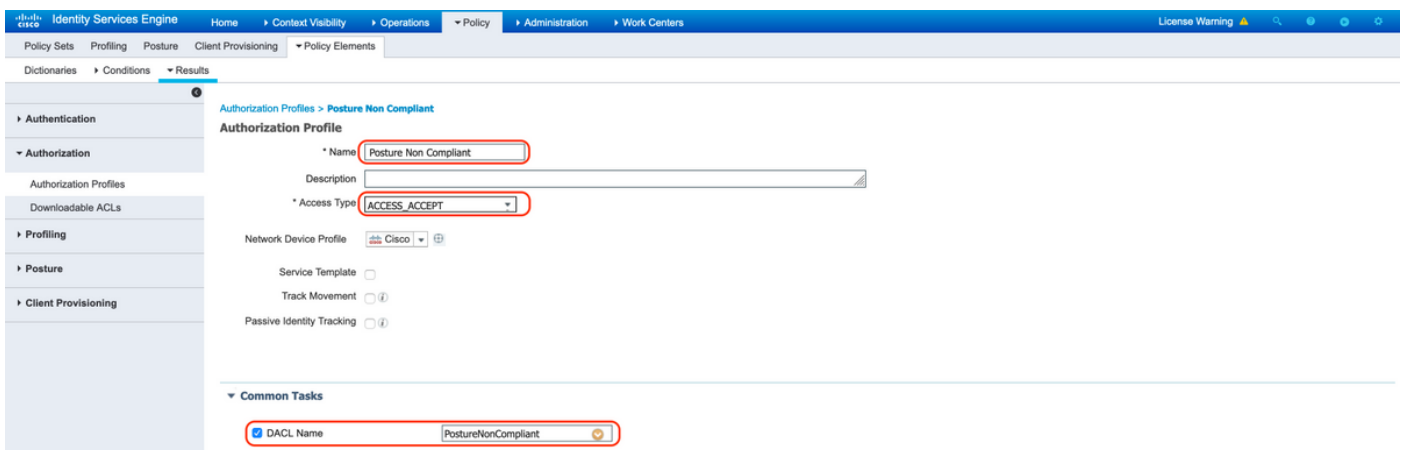 cisco Identity Services Engine Home Context Visibility Operations Policy Administration Work Centers License Warning
Policy Sets Profiling Posture Client Provisioning Policy Elements
Dictionaries Conditions Results
Authorization Profiles > Posture Non Compliant
Authentication
Authorization Profile
* Name Posture Non Compliant
Authorization
Description
Authorization Profiles
* Access Type ACCESS_ACCEPT
Downloadable ACLs
Profiling
Network Device Profile Cisco
Posture
Service Template
Client Provisioning
Track Movement
Passive Identity Tracking
Common Tasks
DACL Name PostureNonCompliant